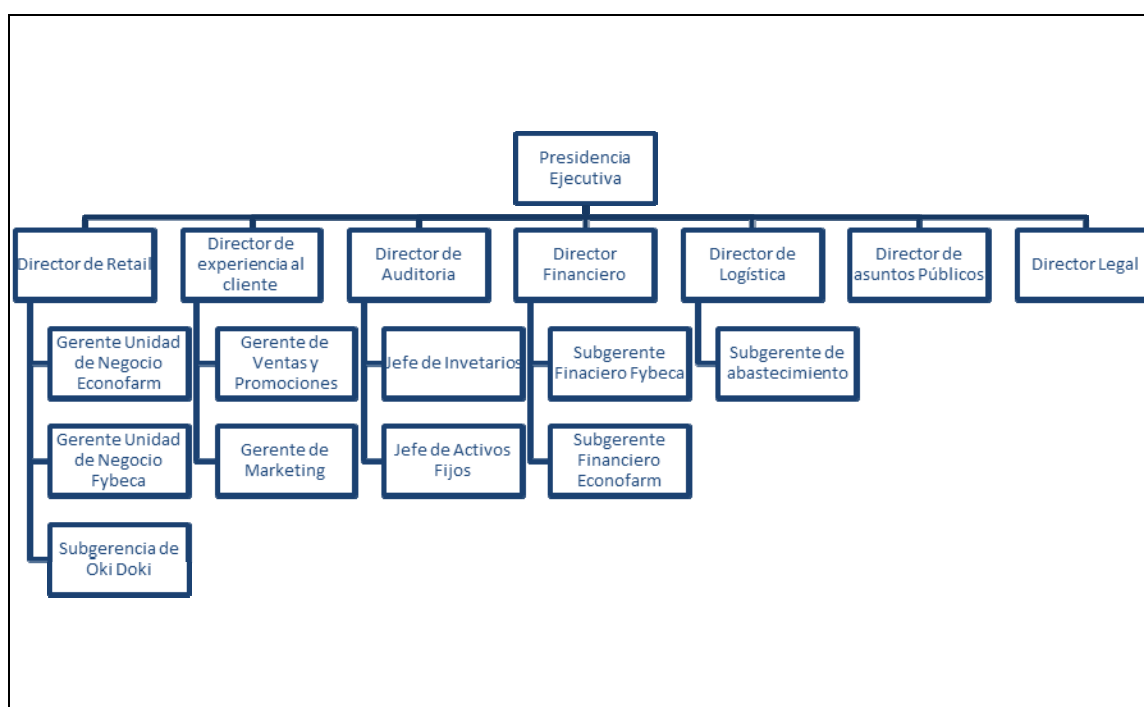 Presidencia
Ejecutiva
Director de Retail
Director de
experiencia al
cliente
Director de
Auditoria
Director
Financiero
Director de
Logística
Director de
asuntos Públicos
Director Legal
Gerente Unidad
de Negocio
Econofarm
Gerente de
Ventas y
Promociones
Jefe de Invetarios
Subgerente
Finaciero Fybeca
Subgerente de
abastecimiento
Gerente Unidad
de Negocio
Fybeca
Gerente de
Marketing
Jefe de Activos
Fijos
Subgerente
Financiero
Econofarm
Subgerencia de
Oki Doki